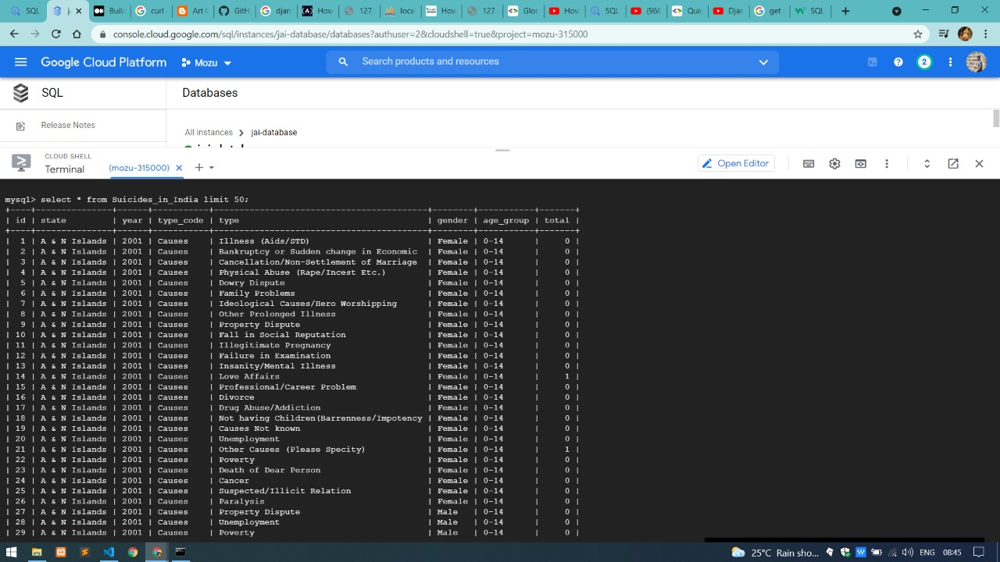 SQL
j
Build
curl
Art (
GitH
djan
How
127.
loca
How
127.
Glos
How
SQL
(966
Quic
Djan
get
SQL
console.cloud.google.com/sql/instances/jai-database/databases?authuser=2&cloudshell=true&project=mozu-315000
Google Cloud Platform
Mozu
Search products and resources
2
SQL
Databases
Release Notes
All instances
jai-database
CLOUD SHELL
Terminal
(mozu-315000)
Open Editor
mysql> select * from Suicides_in_India limit 50;
+----+--------------+------+-----------+------------------------------------------+--------+-----------+-------+
| id | state | year | type_code | type | gender | age_group | total |
+----+--------------+------+-----------+------------------------------------------+--------+-----------+-------+
| 1 | A & N Islands | 2001 | Causes | Illness (Aids/STD) | Female | 0-14 | 0 |
| 2 | A & N Islands | 2001 | Causes | Bankruptcy or Sudden change in Economic | Female | 0-14 | 0 |
| 3 | A & N Islands | 2001 | Causes | Cancellation/Non-Settlement of Marriage | Female | 0-14 | 0 |
| 4 | A & N Islands | 2001 | Causes | Physical Abuse (Rape/Incest Etc.) | Female | 0-14 | 0 |
| 5 | A & N Islands | 2001 | Causes | Dowry Dispute | Female | 0-14 | 0 |
| 6 | A & N Islands | 2001 | Causes | Family Problems | Female | 0-14 | 0 |
| 7 | A & N Islands | 2001 | Causes | Ideological Causes/Hero Worshipping | Female | 0-14 | 0 |
| 8 | A & N Islands | 2001 | Causes | Other Prolonged Illness | Female | 0-14 | 0 |
| 9 | A & N Islands | 2001 | Causes | Property Dispute | Female | 0-14 | 0 |
| 10 | A & N Islands | 2001 | Causes | Fall in Social Reputation | Female | 0-14 | 0 |
| 11 | A & N Islands | 2001 | Causes | Illegitimate Pregnancy | Female | 0-14 | 0 |
| 12 | A & N Islands | 2001 | Causes | Failure in Examination | Female | 0-14 | 0 |
| 13 | A & N Islands | 2001 | Causes | Insanity/Mental Illness | Female | 0-14 | 0 |
| 14 | A & N Islands | 2001 | Causes | Love Affairs | Female | 0-14 | 1 |
| 15 | A & N Islands | 2001 | Causes | Professional/Career Problem | Female | 0-14 | 0 |
| 16 | A & N Islands | 2001 | Causes | Divorce | Female | 0-14 | 0 |
| 17 | A & N Islands | 2001 | Causes | Drug Abuse/Addiction | Female | 0-14 | 0 |
| 18 | A & N Islands | 2001 | Causes | Not having Children(Barrenness/Impotency | Female | 0-14 | 0 |
| 19 | A & N Islands | 2001 | Causes | Causes Not known | Female | 0-14 | 0 |
| 20 | A & N Islands | 2001 | Causes | Unemployment | Female | 0-14 | 0 |
| 21 | A & N Islands | 2001 | Causes | Other Causes (Please Specity) | Female | 0-14 | 1 |
| 22 | A & N Islands | 2001 | Causes | Poverty | Female | 0-14 | 0 |
| 23 | A & N Islands | 2001 | Causes | Death of Dear Person | Female | 0-14 | 0 |
| 24 | A & N Islands | 2001 | Causes | Cancer | Female | 0-14 | 0 |
| 25 | A & N Islands | 2001 | Causes | Suspected/Illicit Relation | Female | 0-14 | 0 |
| 26 | A & N Islands | 2001 | Causes | Paralysis | Female | 0-14 | 0 |
| 27 | A & N Islands | 2001 | Causes | Property Dispute | Male | 0-14 | 0 |
| 28 | A & N Islands | 2001 | Causes | Unemployment | Male | 0-14 | 0 |
| 29 | A & N Islands | 2001 | Causes | Poverty | Male | 0-14 | 0 |
25°C Rain sho...
ENG
08:45